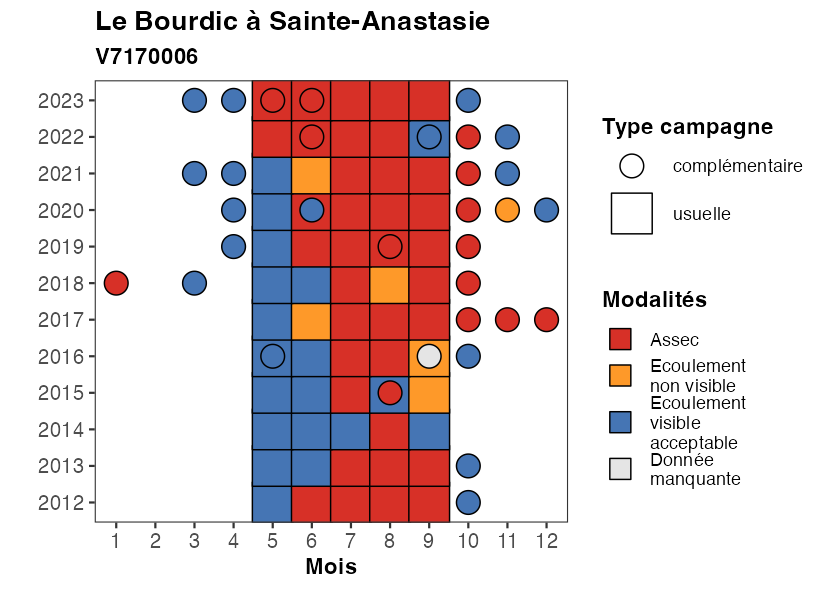 Le Bourdic à Sainte-Anastasie
V7170006
2023
2022
2021
2020
2019
2018
2017
2016
2015
2014
2013
2012
1 2 3 4 5 6 7 8 9 10 11 12
Mois
Type campagne
complémentaire
usuelle
Modalités
Assec
Ecoulement
non visible
Ecoulement
visible
acceptable
Donnée
manquante